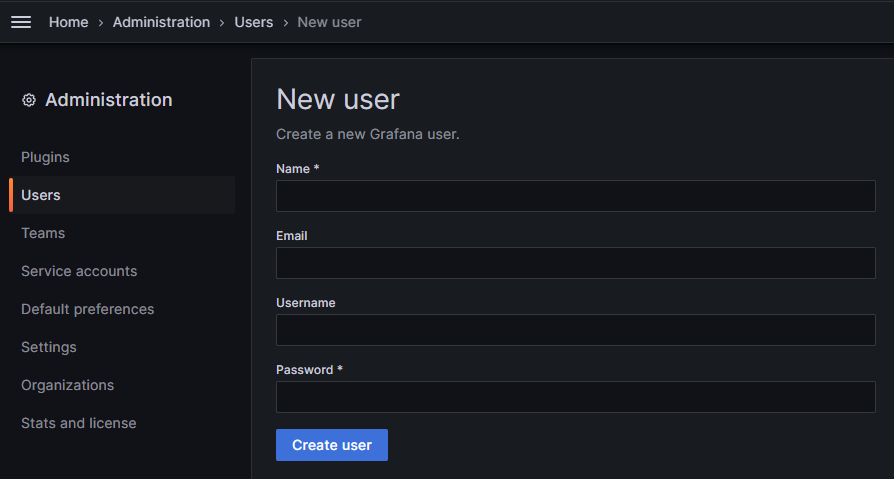 Home › Administration › Users › New user
Administration
Plugins
Users
Teams
Service accounts
Default preferences
Settings
Organizations
Stats and license
New user
Create a new Grafana user.
Name *
Email
Username
Password *
Create user